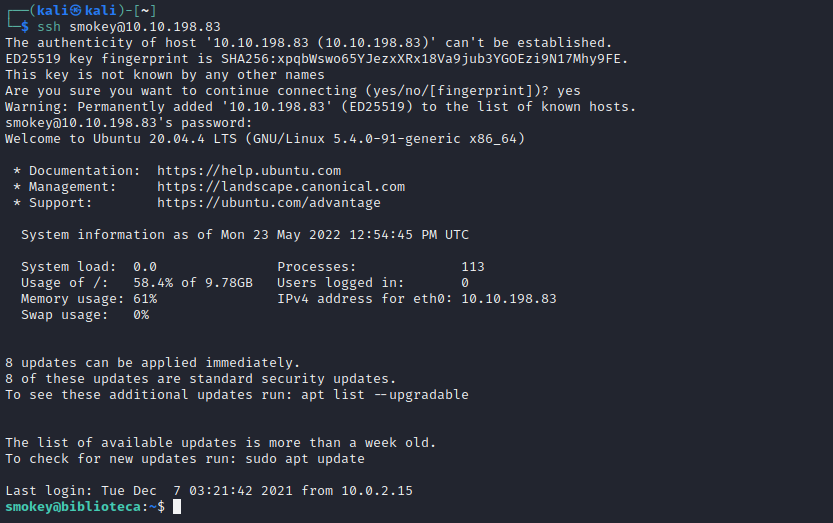 ┌──(kali㉿kali)-[~]
└─$ ssh smokey@10.10.198.83
The authenticity of host '10.10.198.83 (10.10.198.83)' can't be established.
ED25519 key fingerprint is SHA256:xpqbWswo65YJezxXRx18Va9jub3YGOEzi9N17Mhy9FE.
This key is not known by any other names
Are you sure you want to continue connecting (yes/no/[fingerprint])? yes
Warning: Permanently added '10.10.198.83' (ED25519) to the list of known hosts.
smokey@10.10.198.83's password:
Welcome to Ubuntu 20.04.4 LTS (GNU/Linux 5.4.0-91-generic x86_64)

 * Documentation:  https://help.ubuntu.com
 * Management:     https://landscape.canonical.com
 * Support:        https://ubuntu.com/advantage

  System information as of Mon 23 May 2022 12:54:45 PM UTC

  System load:  0.0               Processes:             113
  Usage of /:   58.4% of 9.78GB   Users logged in:       0
  Memory usage: 61%               IPv4 address for eth0: 10.10.198.83
  Swap usage:   0%

8 updates can be applied immediately.
8 of these updates are standard security updates.
To see these additional updates run: apt list --upgradable

The list of available updates is more than a week old.
To check for new updates run: sudo apt update

Last login: Tue Dec  7 03:21:42 2021 from 10.0.2.15
smokey@biblioteca:~$